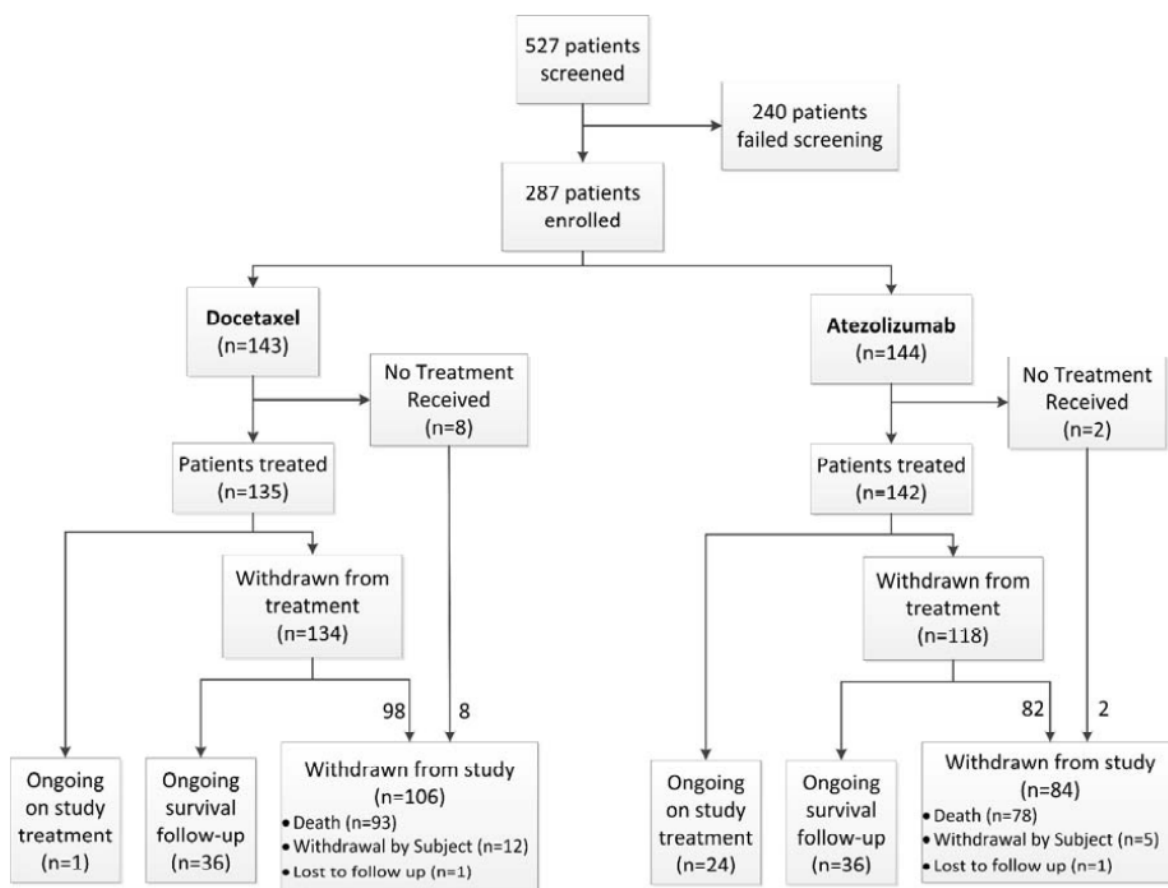 527 patients
screened
240 patients
failed screening
287 patients
enrolled
Docetaxel
(n=143)
No Treatment
Received
(n=8)
Patients treated
(n=135)
Withdrawn from
treatment
(n=134)
98
8
Ongoing
on study
treatment
(n=1)
Ongoing
survival
follow-up
(n=36)
Withdrawn from study
(n=106)
• Death (n=93)
• Withdrawal by Subject (n=12)
• Lost to follow up (n=1)
Atezolizumab
(n=144)
No Treatment
Received
(n=2)
Patients treated
(n=142)
Withdrawn from
treatment
(n=118)
82
2
Ongoing
on study
treatment
(n=24)
Ongoing
survival
follow-up
(n=36)
Withdrawn from study
(n=84)
• Death (n=78)
• Withdrawal by Subject (n=5)
• Lost to follow up (n=1)